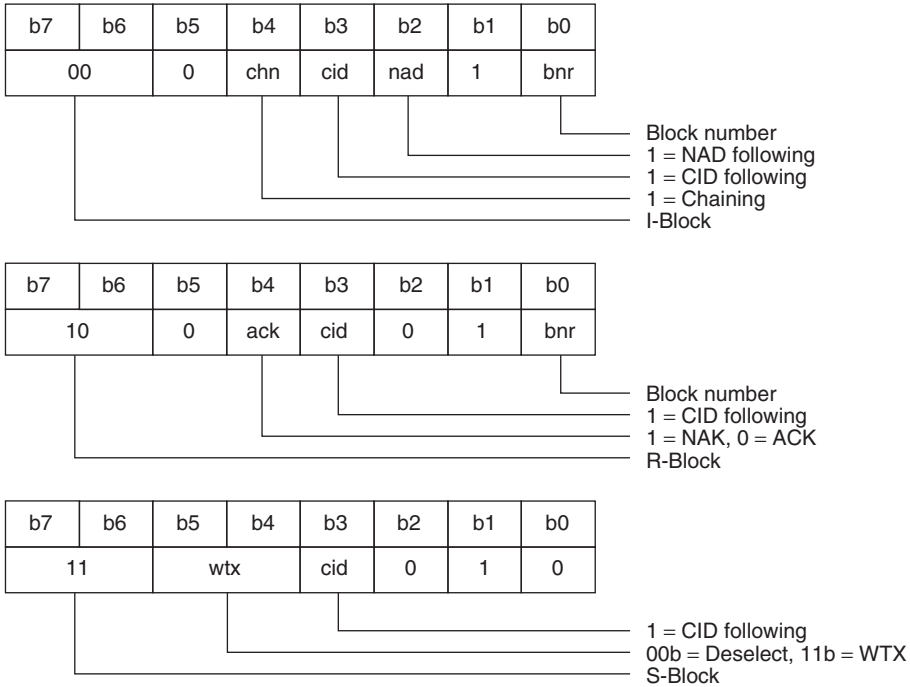 b7 b6 b5 b4 b3 b2 b1 b0
00 0 chn cid nad 1 bnr
Block number
1 = NAD following
1 = CID following
1 = Chaining
I-Block
b7 b6 b5 b4 b3 b2 b1 b0
10 0 ack cid 0 1 bnr
Block number
1 = CID following
1 = NAK, 0 = ACK
R-Block
b7 b6 b5 b4 b3 b2 b1 b0
11 wtx cid 0 1 0
1 = CID following
00b = Deselect, 11b = WTX
S-Block